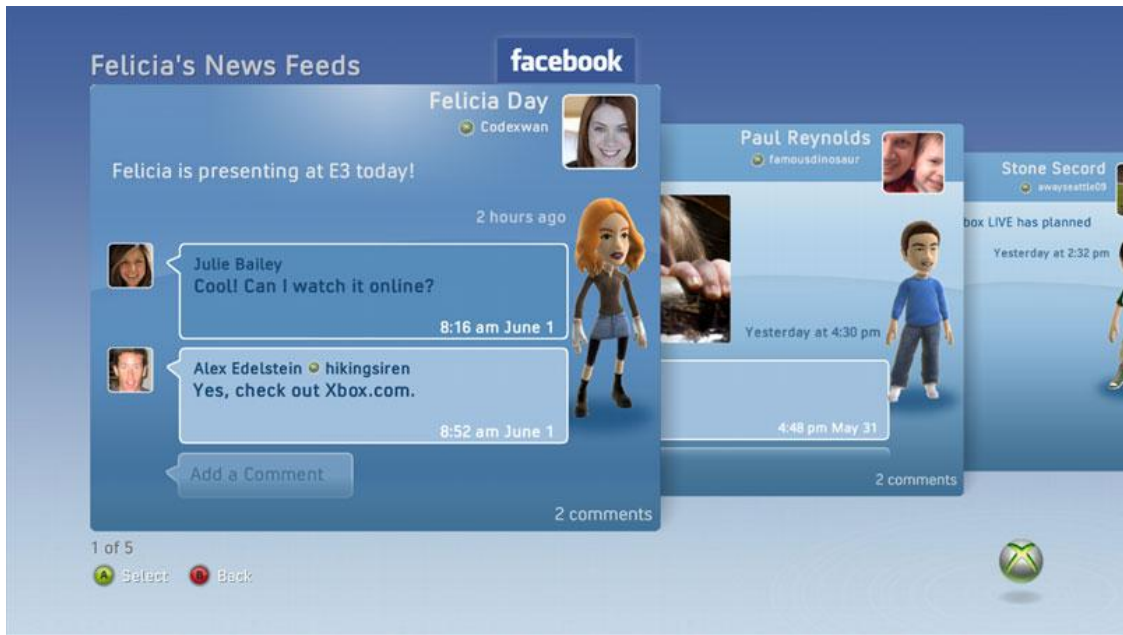 Felicia's News Feeds
facebook
Felicia Day
Codexwan
Felicia is presenting at E3 today!
2 hours ago
Julie Bailey
Cool! Can I watch it online?
8:16 am June 1
Alex Edelstein hikingsiren
Yes, check out Xbox.com.
8:52 am June 1
Add a Comment
2 comments
Paul Reynolds
famousdinosaur
Yesterday at 4:30 pm
4:48 pm May 31
2 comments
Stone Secord
awayseattle09
box LIVE has planned
Yesterday at 2:32 pm
1 of 5
A Select B Back